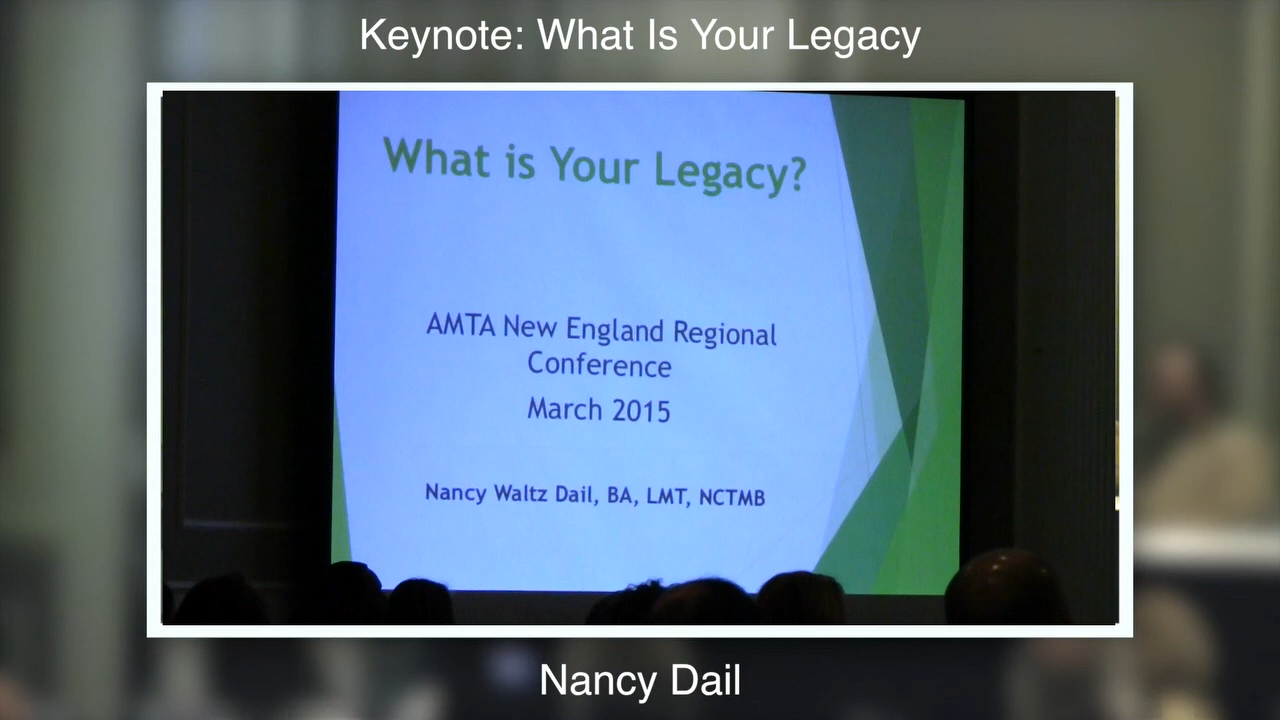 Keynote: What Is Your Legacy
What is Your Legacy?
AMTA New England Regional
Conference
March 2015
Nancy Waltz Dail, BA, LMT, NCTMB
Nancy Dail